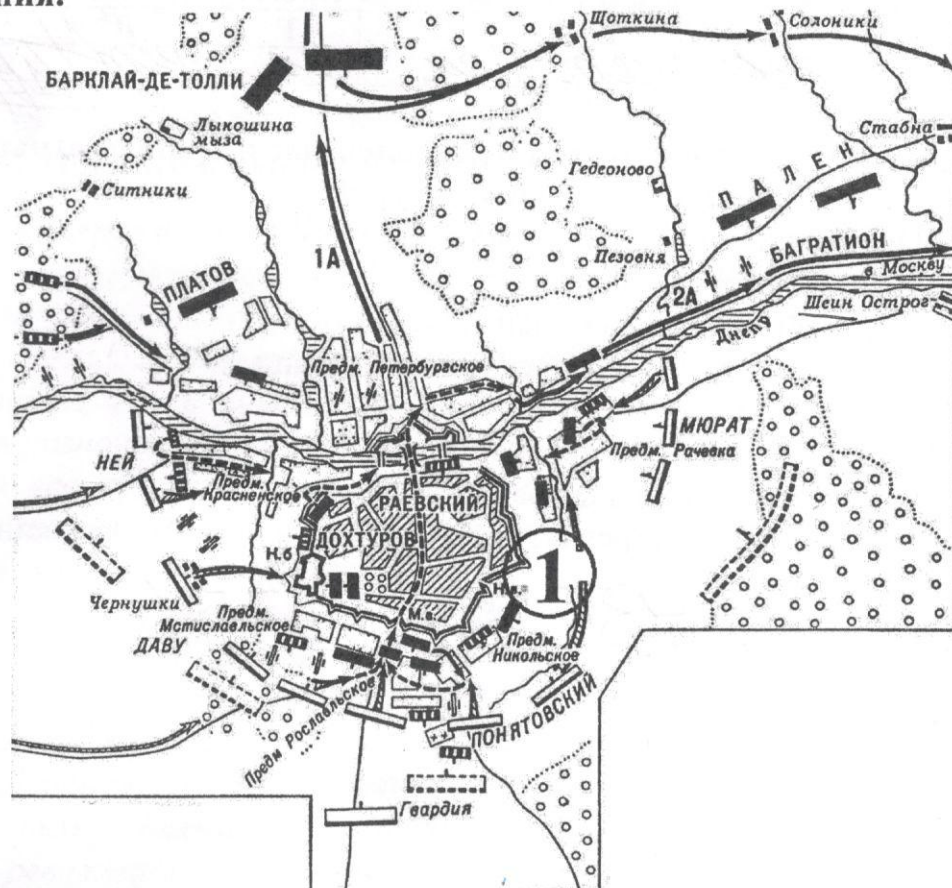 ния.
Щоткина
Солоники
БАРКЛАЙ-ДЕ-ТОЛЛИ
Лыкошина
мыза
Стабна
Ситники
Гедеоново
ПАЛЕН
1А
Пезовня
БАГРАТИОН
ПЛАТОВ
2А
в Москву
Шеин Острог
Днепр
Предм. Петербургское
МЮРАТ
НЕЙ
Предм. Рачевка
Предм.
Красненское
РАЕВСКИЙ
ДОХТУРОВ
Н.б
1
Чернушки
Предм.
Мстиславльское
М.в.
Предм.
Никольское
ДАВУ
Предм Рославльское
ПОНЯТОВСКИЙ
Гвардия